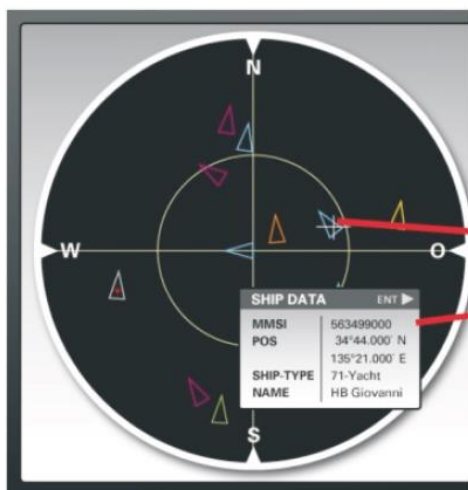 N
W
O
SHIP DATA ENT
MMSI 563499000
POS 34°44.000' N
135°21.000' E
SHIP-TYPE 71-Yacht
NAME HB Giovanni
S